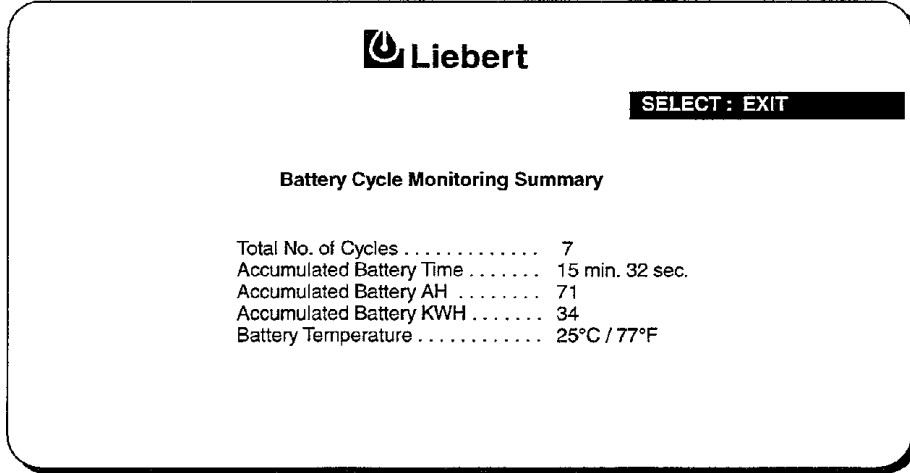 Liebert
SELECT : EXIT
Battery Cycle Monitoring Summary
Total No. of Cycles . . . . . . . . . . . . . 7
Accumulated Battery Time . . . . . . . 15 min. 32 sec.
Accumulated Battery AH . . . . . . . . 71
Accumulated Battery KWH . . . . . . . 34
Battery Temperature . . . . . . . . . . . . 25°C / 77°F